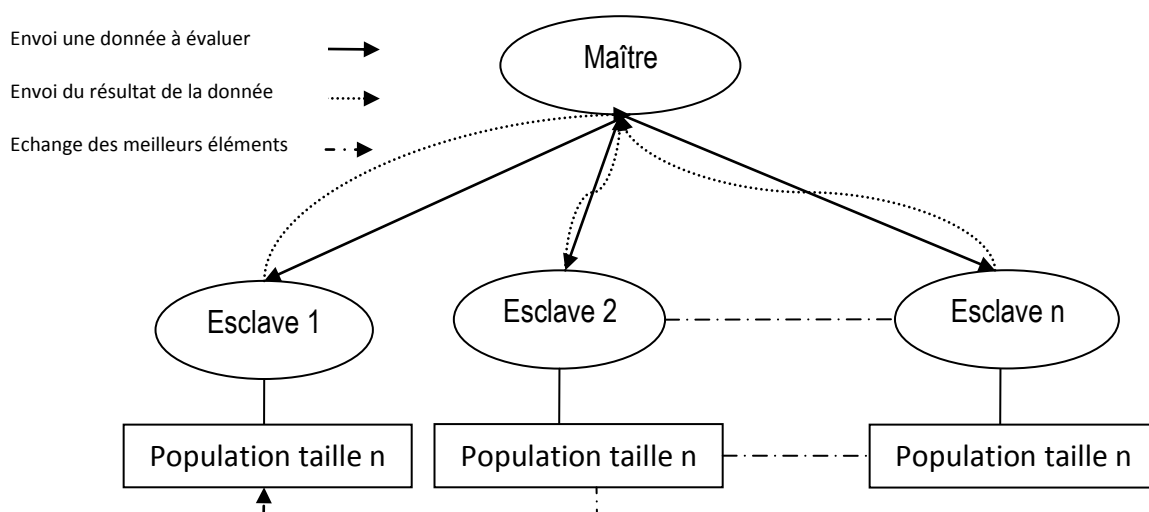 Envoi une donnée à évaluer
Envoi du résultat de la donnée
Echange des meilleurs éléments
Maître
Esclave 1
Esclave 2
Esclave n
Population taille n
Population taille n
Population taille n